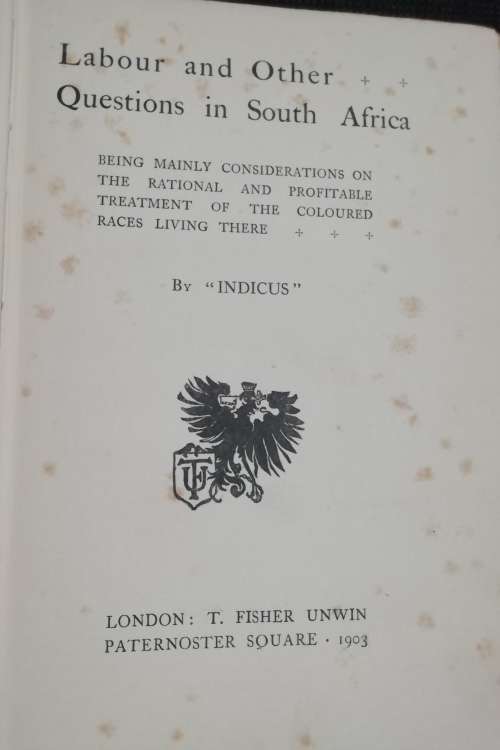 Labour and Other
Questions in South Africa
BEING MAINLY CONSIDERATIONS ON
THE RATIONAL AND PROFITABLE
TREATMENT OF THE COLOURED
RACES LIVING THERE
By "INDICUS"
TFU
LONDON: T. FISHER UNWIN
PATERNOSTER SQUARE · 1903